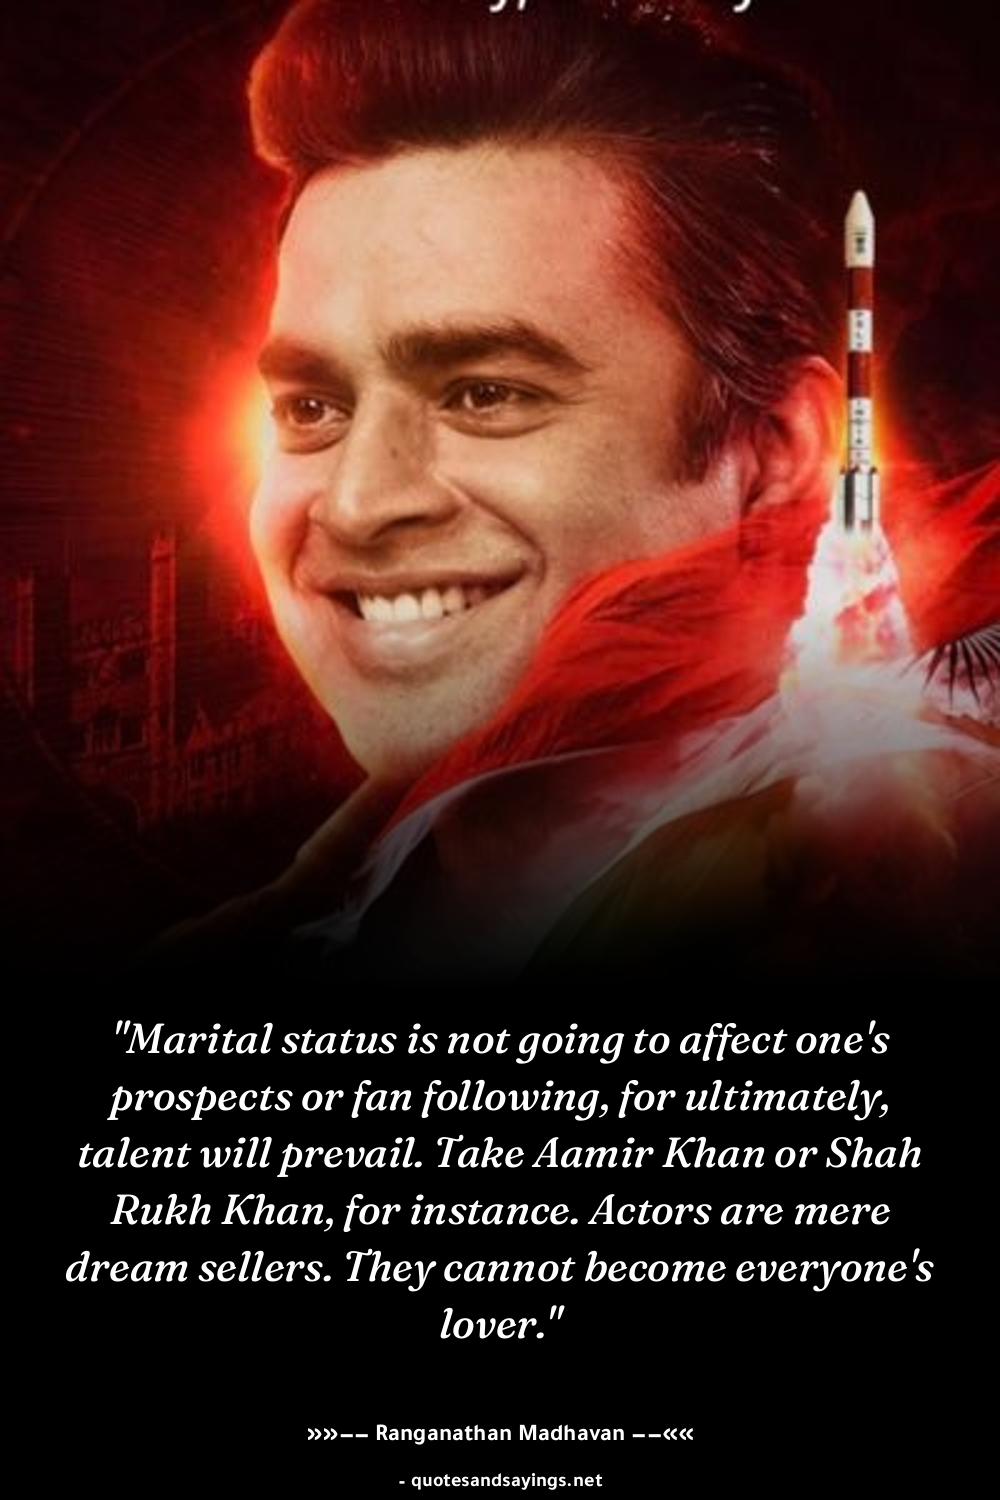 "Marital status is not going to affect one's
prospects or fan following, for ultimately,
talent will prevail. Take Aamir Khan or Shah
Rukh Khan, for instance. Actors are mere
dream sellers. They cannot become everyone's
lover."
»»−− Ranganathan Madhavan −−««
- quotesandsayings.net